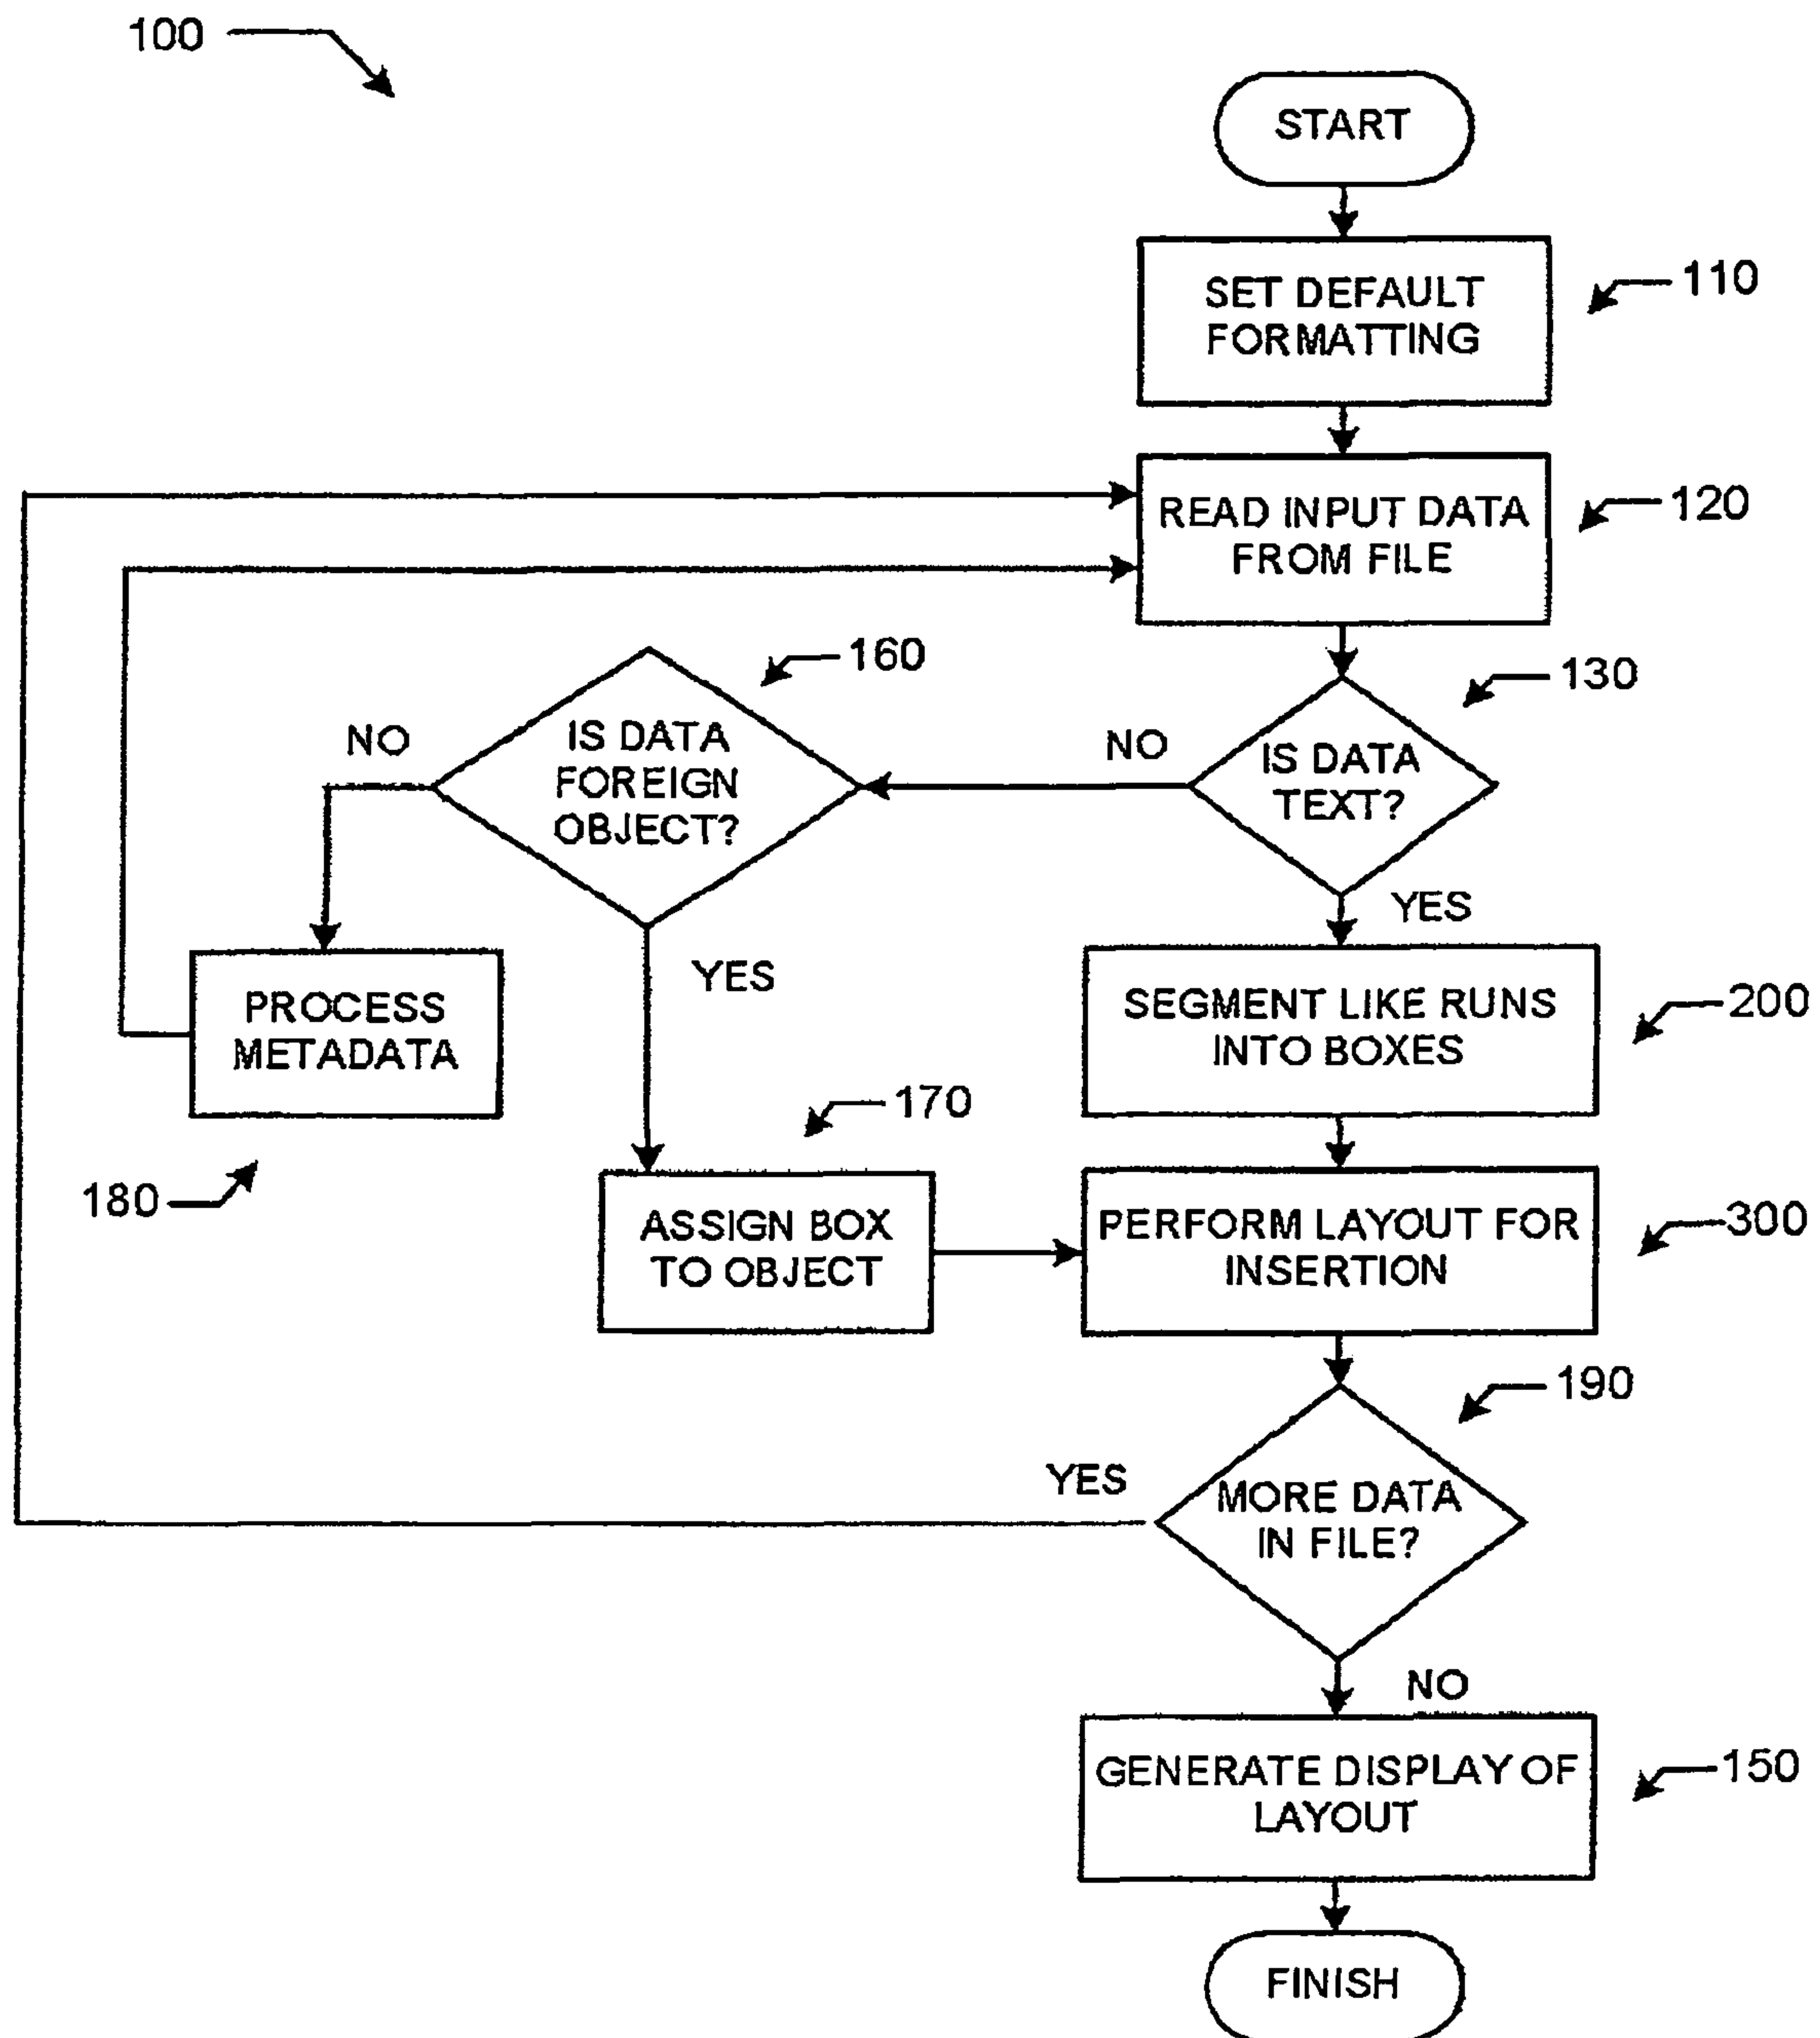 100
START
SET DEFAULT
FORMATTING
110
READ INPUT DATA
FROM FILE
120
160
130
NO
IS DATA
FOREIGN
OBJECT?
NO
IS DATA
TEXT?
YES
YES
PROCESS
METADATA
SEGMENT LIKE RUNS
INTO BOXES
200
170
180
ASSIGN BOX
TO OBJECT
PERFORM LAYOUT FOR
INSERTION
300
190
YES
MORE DATA
IN FILE?
NO
GENERATE DISPLAY OF
LAYOUT
150
FINISH